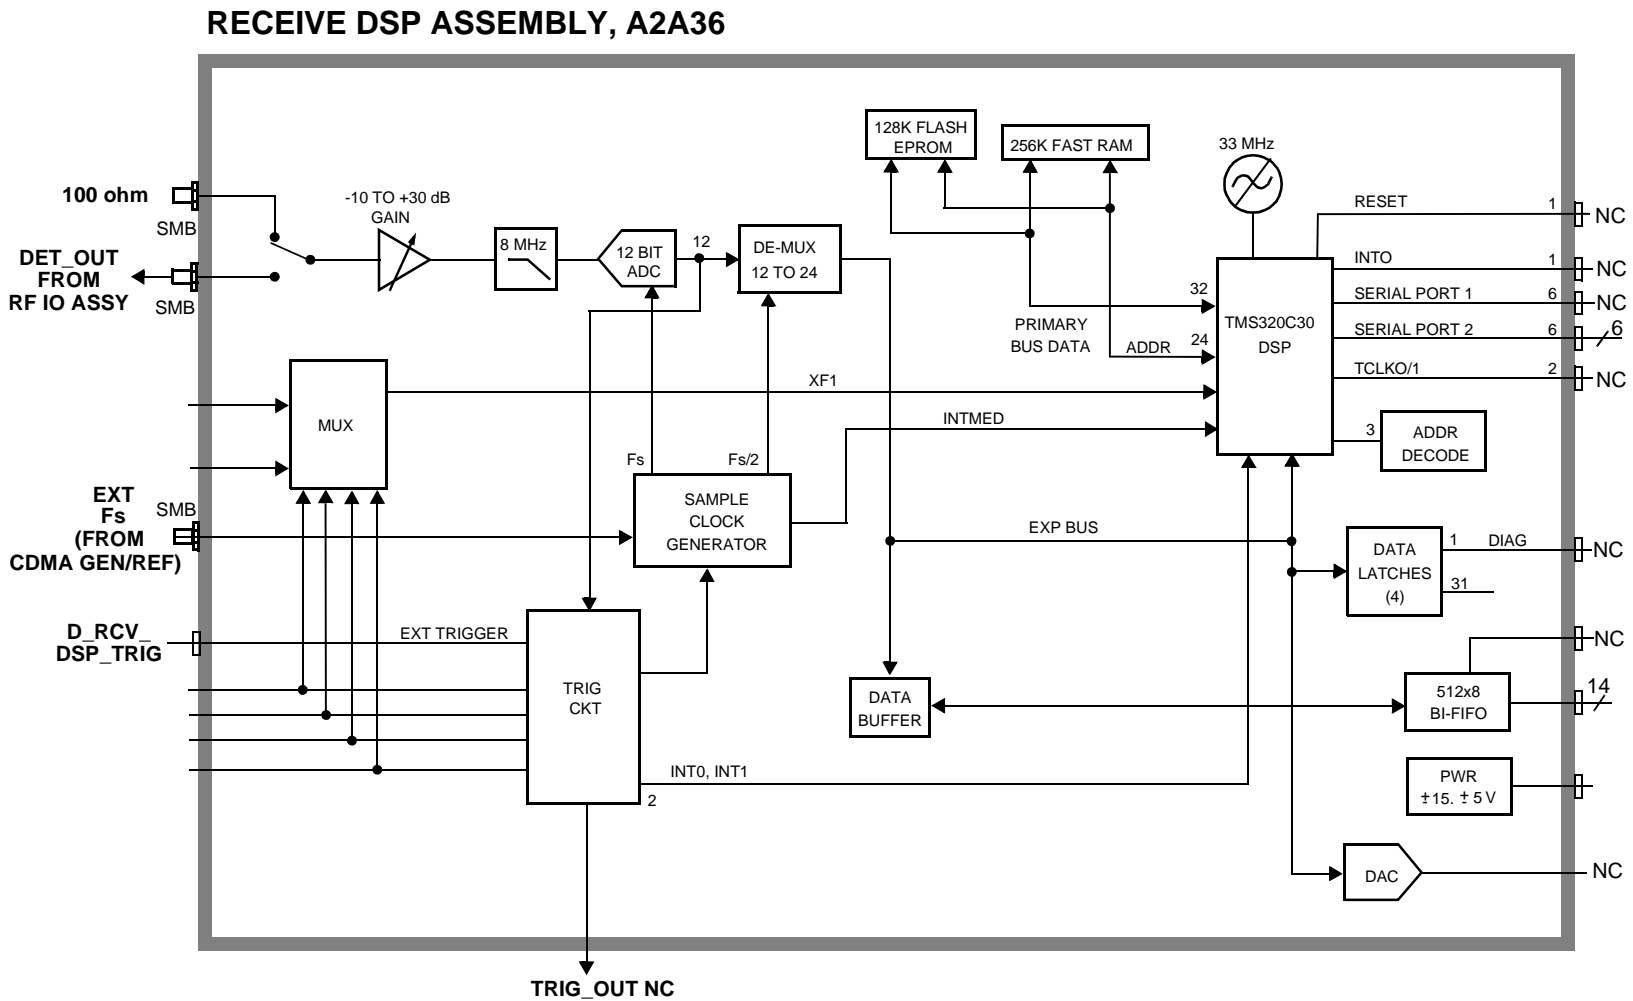 RECEIVE DSP ASSEMBLY, A2A36
128K FLASH
EPROM
256K FAST RAM
33 MHz
100 ohm
SMB
-10 TO +30 dB
GAIN
8 MHz
12 BIT
ADC
12
DE-MUX
12 TO 24
RESET
1
NC
DET_OUT
FROM
RF IO ASSY
SMB
INTO
1
NC
32
SERIAL PORT 1
6
NC
PRIMARY
BUS DATA
TMS320C30
DSP
SERIAL PORT 2
6
6
ADDR
24
TCLKO/1
2
NC
MUX
XF1
INTMED
3
ADDR
DECODE
Fs
Fs/2
EXT
Fs
(FROM
CDMA GEN/REF)
SMB
SAMPLE
CLOCK
GENERATOR
EXP BUS
DATA
LATCHES
(4)
1
DIAG
NC
31
D_RCV_
DSP_TRIG
EXT TRIGGER
NC
TRIG
CKT
DATA
BUFFER
512x8
BI-FIFO
14
INT0, INT1
2
PWR
±15. ± 5 V
DAC
NC
TRIG_OUT NC